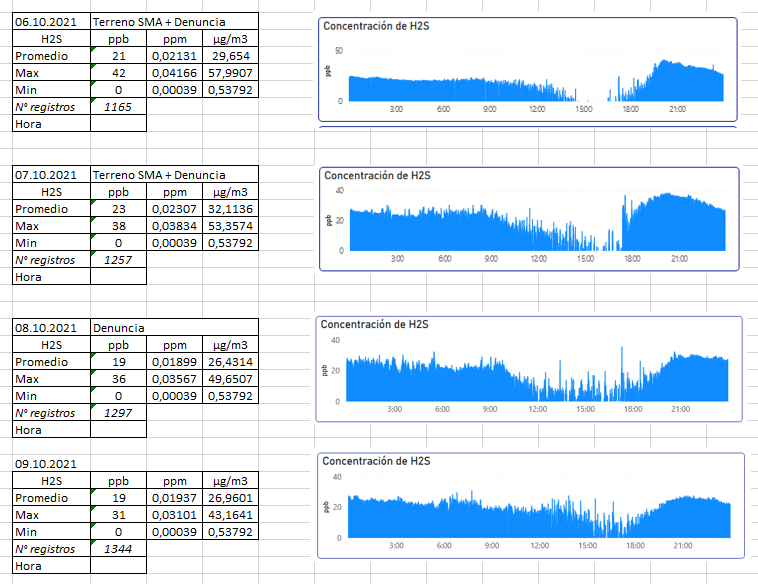 06.10.2021 Terreno SMA + Denuncia
H2S ppb ppm µg/m3
Promedio 21 0,02131 29,654
Max 42 0,04166 57,9907
Min 0 0,00039 0,53792
N° registros 1165
Hora
Concentración de H2S
50
ppb
0
3:00 6:00 9:00 12:00 15:00 18:00 21:00
07.10.2021 Terreno SMA + Denuncia
H2S ppb ppm µg/m3
Promedio 23 0,02307 32,1136
Max 38 0,03834 53,3574
Min 0 0,00039 0,53792
N° registros 1257
Hora
Concentración de H2S
40
ppb
20
0
3:00 6:00 9:00 12:00 15:00 18:00 21:00
08.10.2021 Denuncia
H2S ppb ppm µg/m3
Promedio 19 0,01899 26,4314
Max 36 0,03567 49,6507
Min 0 0,00039 0,53792
N° registros 1297
Hora
Concentración de H2S
40
ppb
20
0
3:00 6:00 9:00 12:00 15:00 18:00 21:00
09.10.2021
H2S ppb ppm µg/m3
Promedio 19 0,01937 26,9601
Max 31 0,03101 43,1641
Min 0 0,00039 0,53792
N° registros 1344
Hora
Concentración de H2S
40
ppb
20
0
3:00 6:00 9:00 12:00 15:00 18:00 21:00